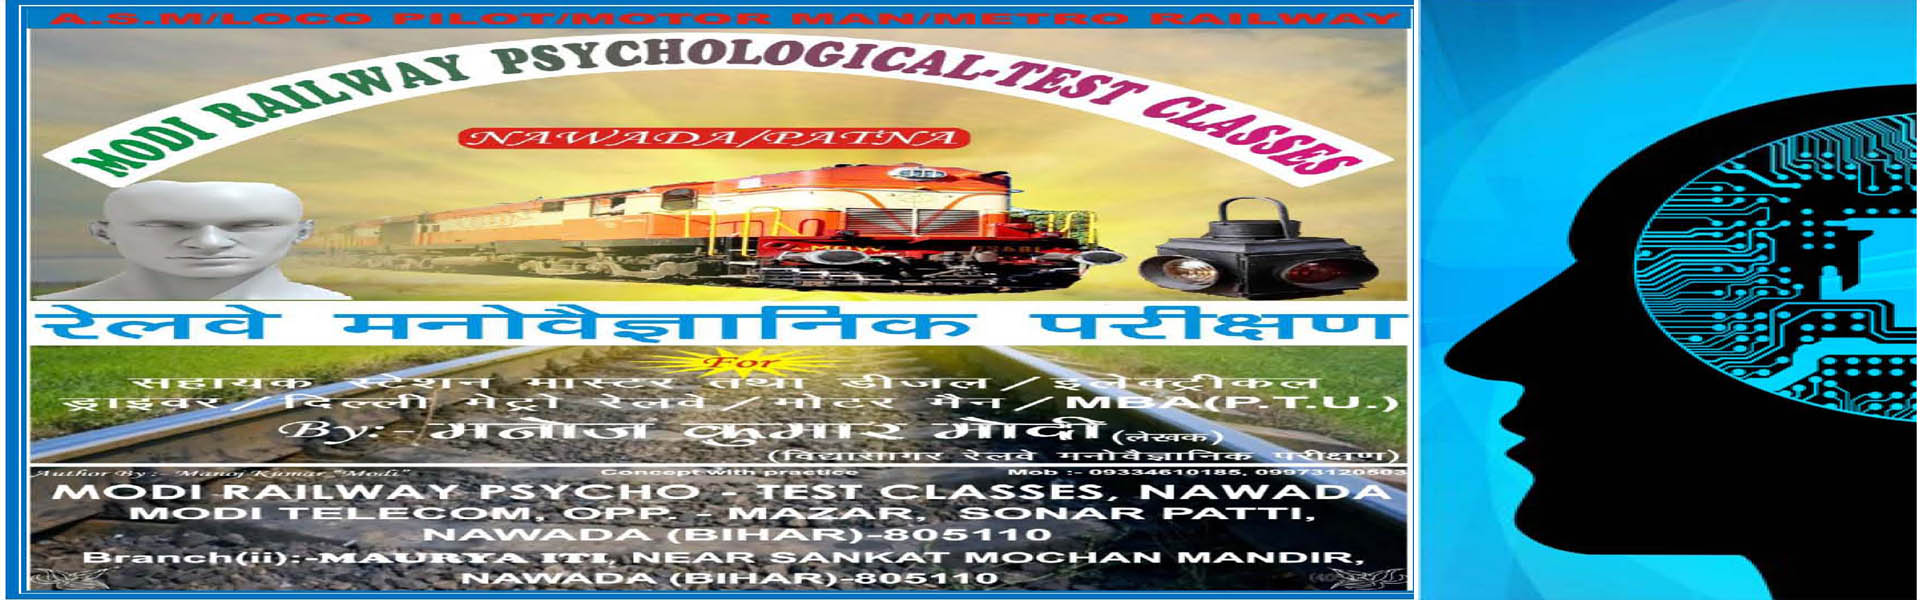 A.S.M/LOCO PILOT/MOTOR MAN/METRO RAILWAY
MODI RAILWAY PSYCHOLOGICAL-TEST CLASSES
NAWADA/PATNA
रेलवे मनोवैज्ञानिक परीक्षण
For
सहायक स्टेशन मास्टर तथा डीजल/इलेक्ट्रीकल
ड्राइवर/दिल्ली मेट्रो रेलवे/मोटर मैन/MBA(P.T.U.)
By:- मनोज कुमार मोदी (लेखक)
(विद्यासागर रेलवे मनोवैज्ञानिक परीक्षण)
Author By:- Manoj Kumar "Modi" Concept with practice Mob :- 09334610185, 09973120503
MODI RAILWAY PSYCHO - TEST CLASSES, NAWADA
MODI TELECOM, OPP. - MAZAR, SONAR PATTI,
NAWADA (BIHAR)-805110
Branch(ii):-MAURYA ITI, NEAR SANKAT MOCHAN MANDIR,
NAWADA (BIHAR)-805110